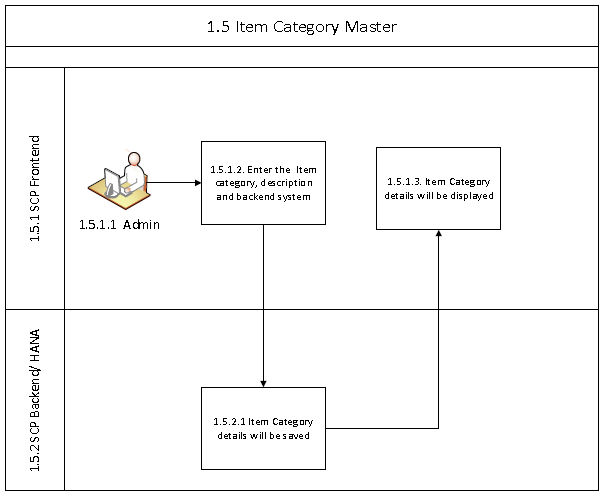 1.5 Item Category Master
1.5.1 SCP Frontend
1.5.1.1 Admin
1.5.1.2. Enter the Item
category, description
and backend system
1.5.1.3. Item Category
details will be displayed
1.5.2 SCP Backend/ HANA
1.5.2.1 Item Category
details will be saved